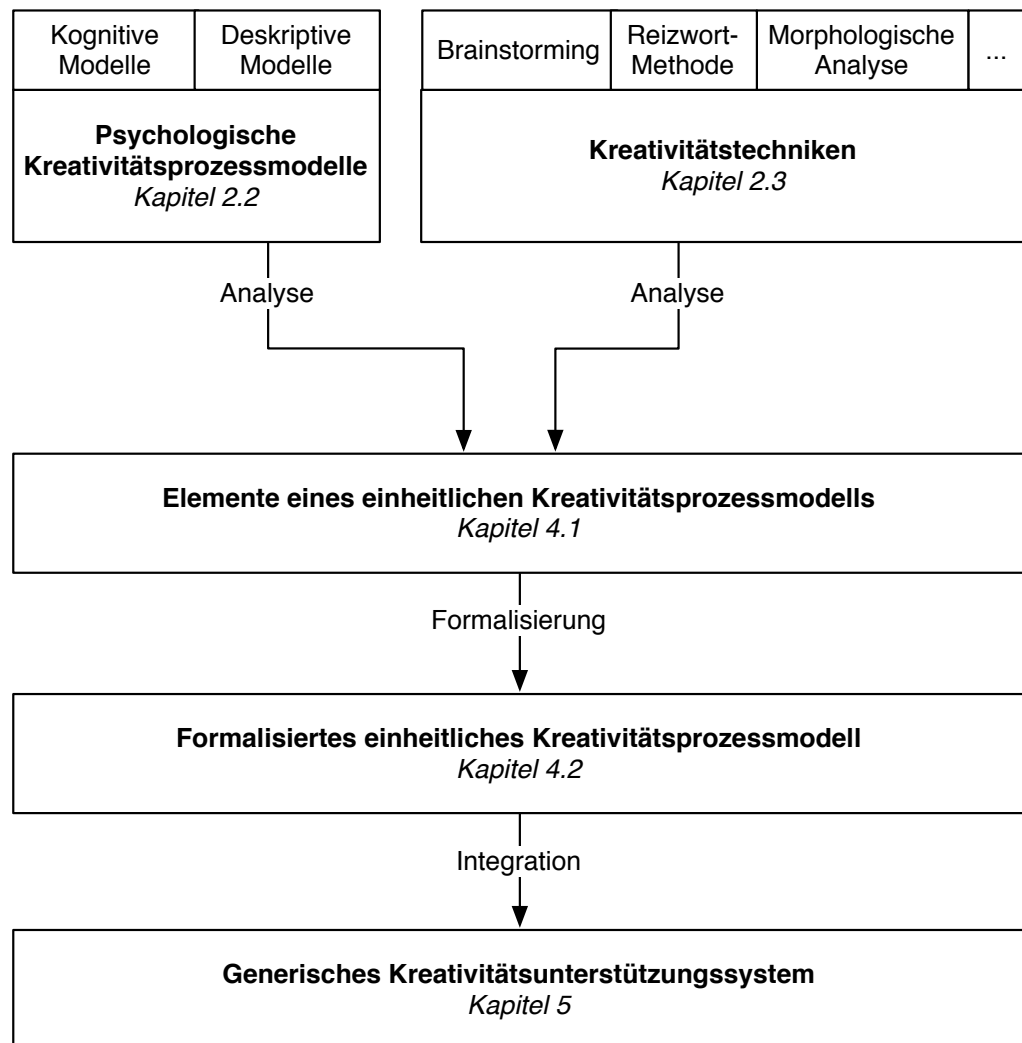 Kognitive
Modelle
Deskriptive
Modelle
Brainstorming
Reizwort-
Methode
Morphologische
Analyse
...
Psychologische
Kreativitätsprozessmodelle
Kapitel 2.2
Kreativitätstechniken
Kapitel 2.3
Analyse
Analyse
Elemente eines einheitlichen Kreativitätsprozessmodells
Kapitel 4.1
Formalisierung
Formalisiertes einheitliches Kreativitätsprozessmodell
Kapitel 4.2
Integration
Generisches Kreativitätsunterstützungssystem
Kapitel 5